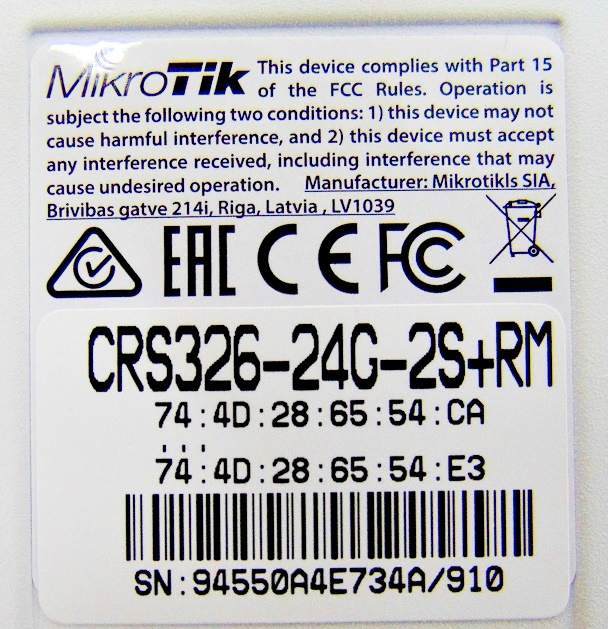 MikroTik This device complies with Part 15
of the FCC Rules. Operation is
subject the following two conditions: 1) this device may not
cause harmful interference, and 2) this device must accept
any interference received, including interference that may
cause undesired operation. Manufacturer: Mikrotikls SIA,
Brivibas gatve 214i, Riga, Latvia , LV1039
EAC CE FCC
CRS326-24G-2S+RM
74:4D:28:65:54:CA
...
74:4D:28:65:54:E3
SN:94550A4E734A/910